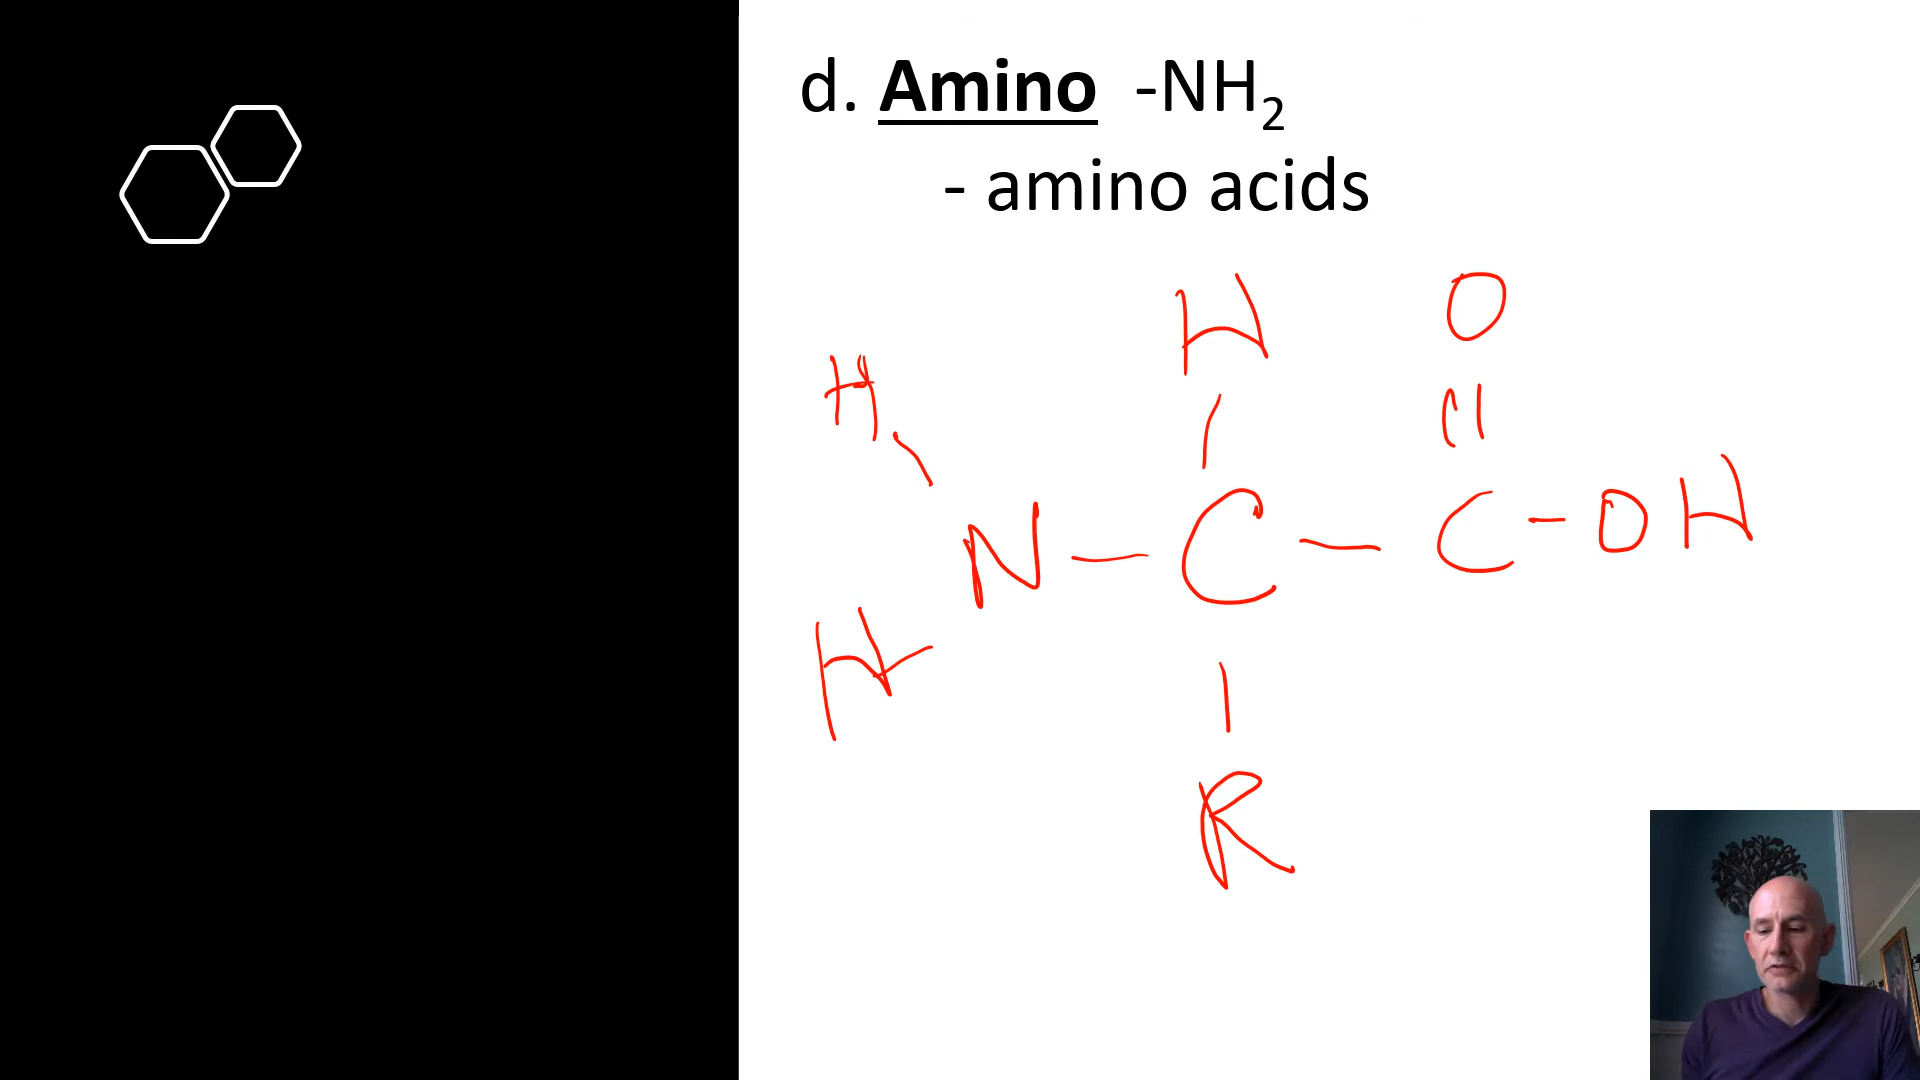 d. Amino -NH₂
- amino acids
H O
H
N — C — C - OH
H
R